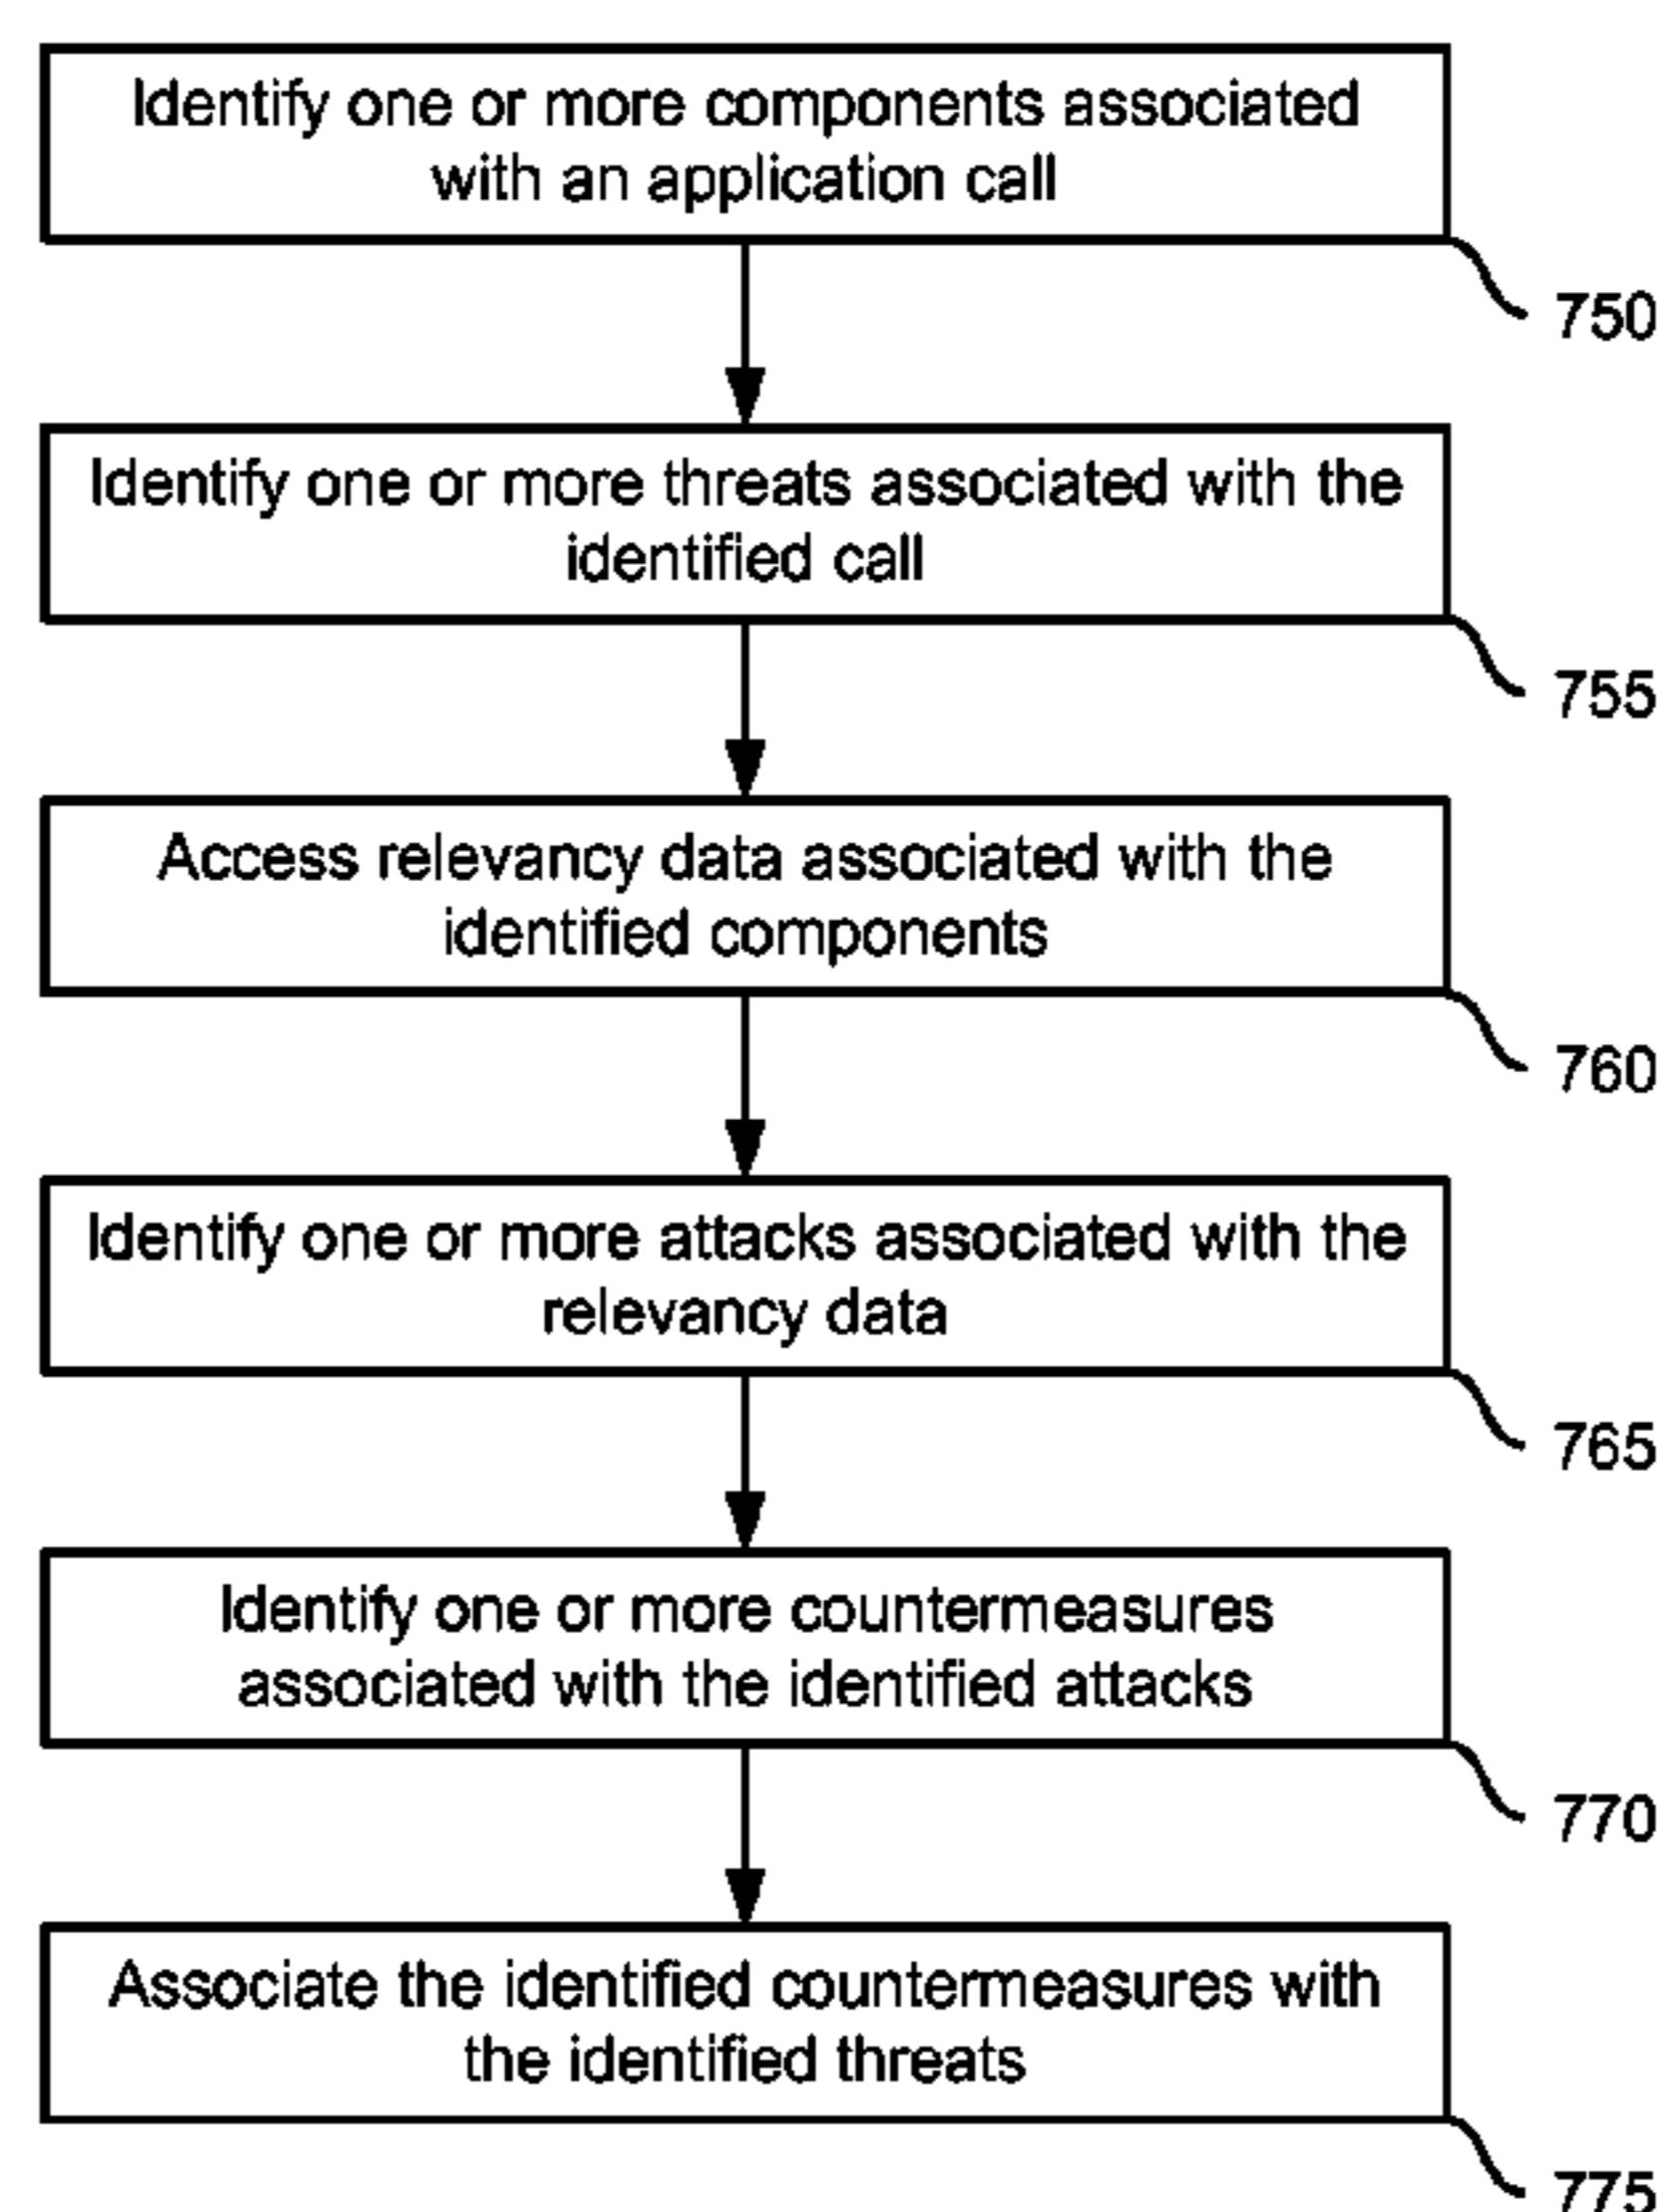 Identify one or more components associated
with an application call
750
Identify one or more threats associated with the
identified call
755
Access relevancy data associated with the
identified components
760
Identify one or more attacks associated with the
relevancy data
765
Identify one or more countermeasures
associated with the identified attacks
770
Associate the identified countermeasures with
the identified threats
775